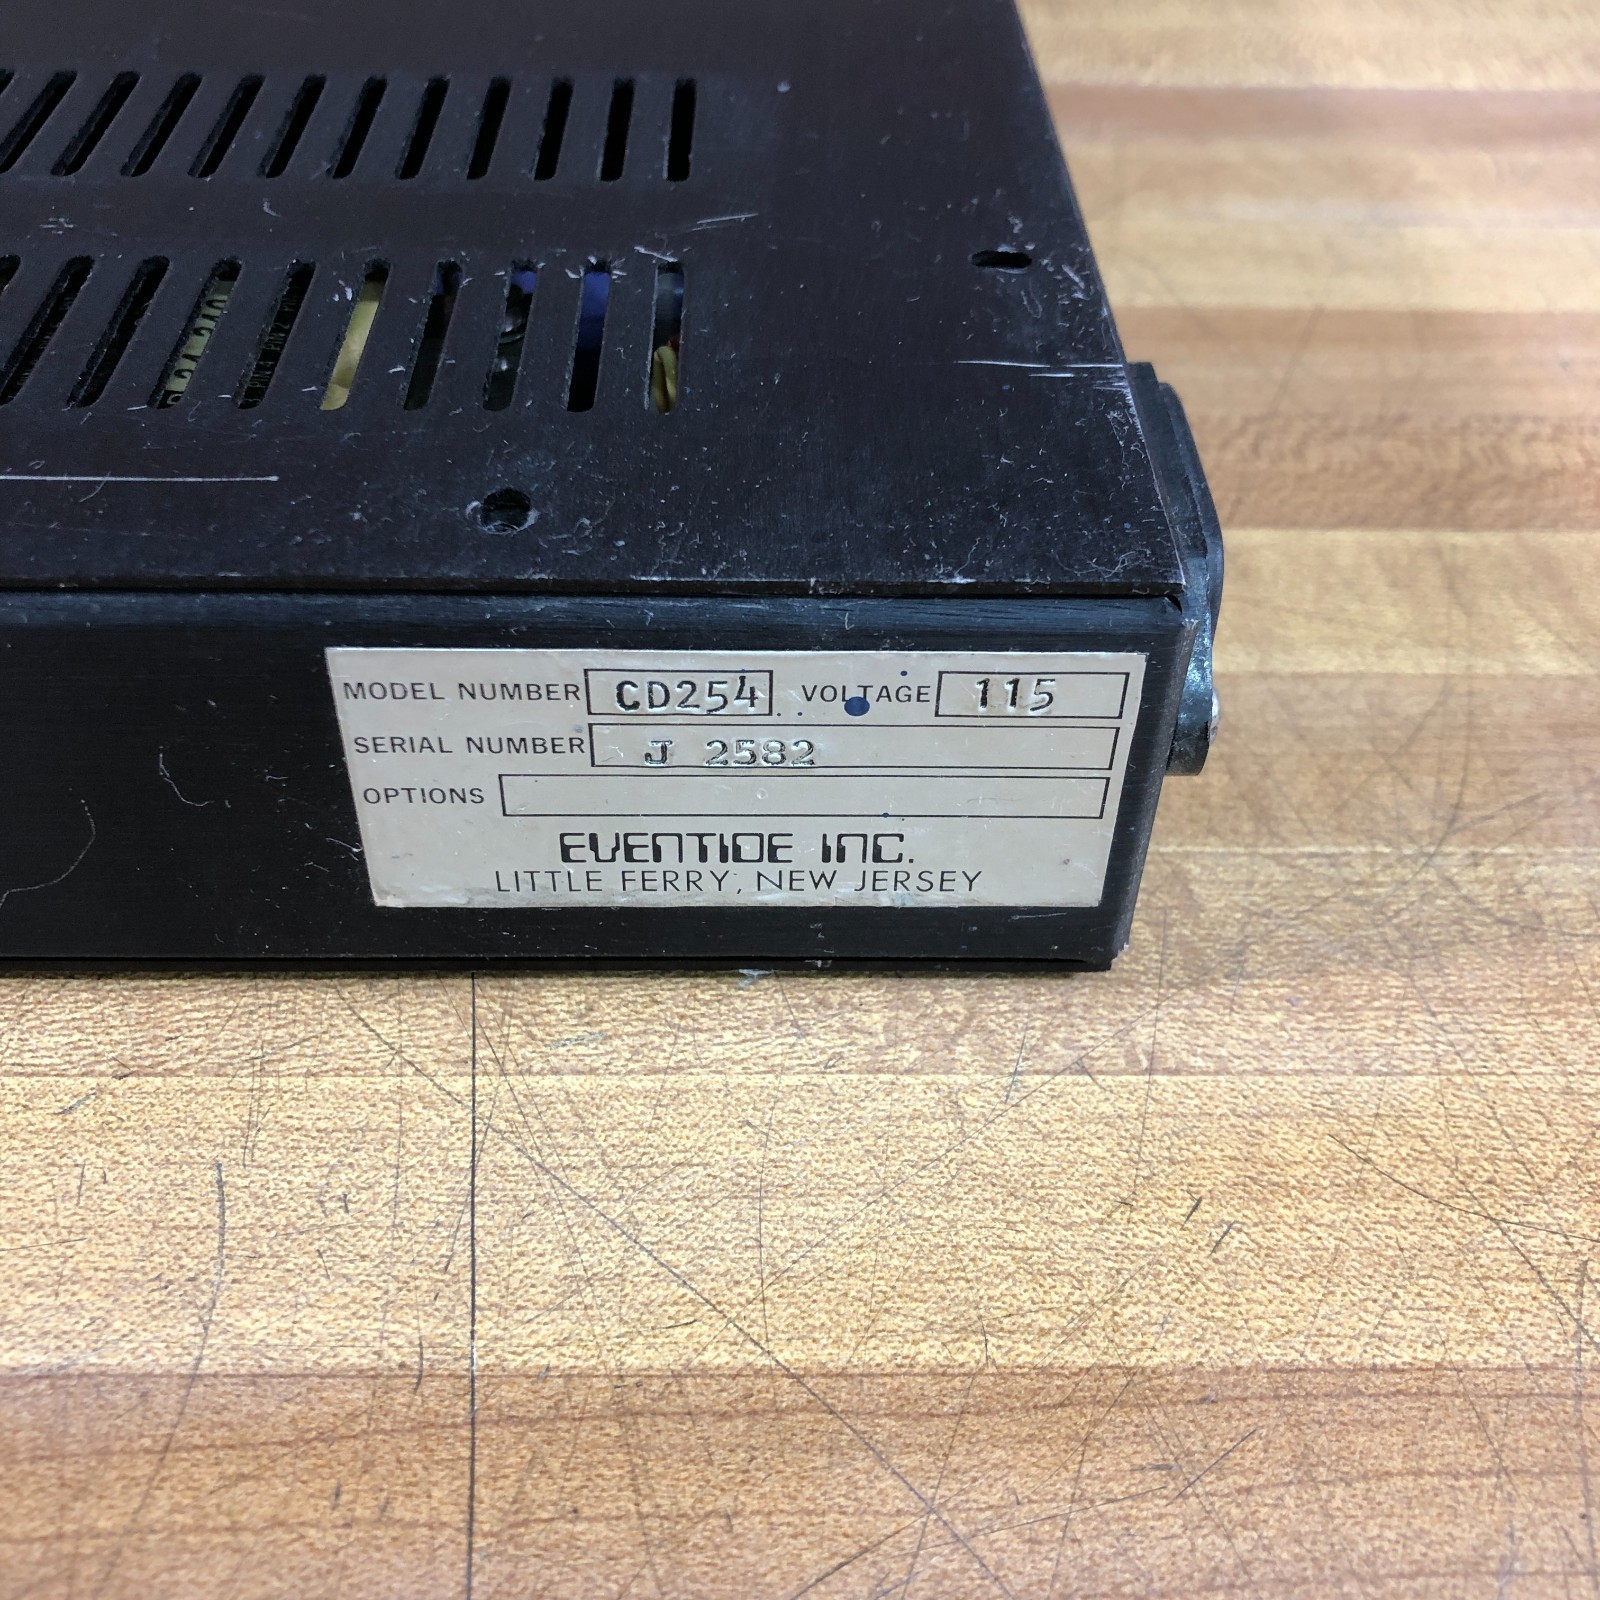 MODEL NUMBER CD254 VOLTAGE 115
SERIAL NUMBER J 2582
OPTIONS
EVENTIDE INC.
LITTLE FERRY, NEW JERSEY